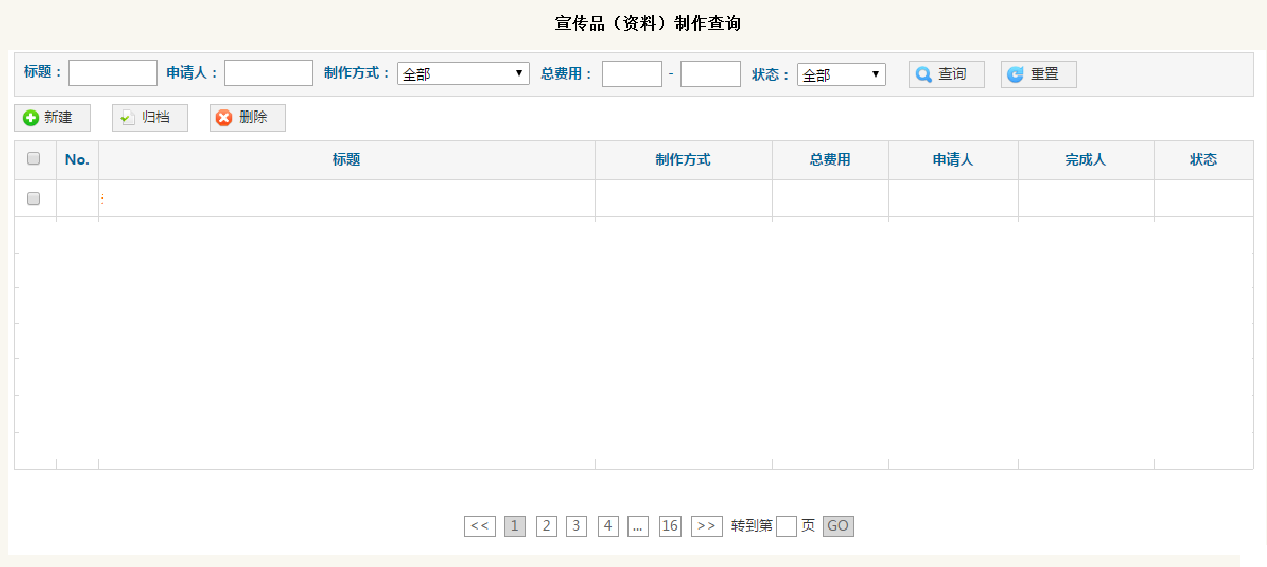 宣传品（资料）制作查询
标题： 申请人： 制作方式： 全部 总费用： - 状态： 全部 查询 重置
新建 归档 删除
No. 标题 制作方式 总费用 申请人 完成人 状态
<< 1 2 3 4 ... 16 >> 转到第 页 GO